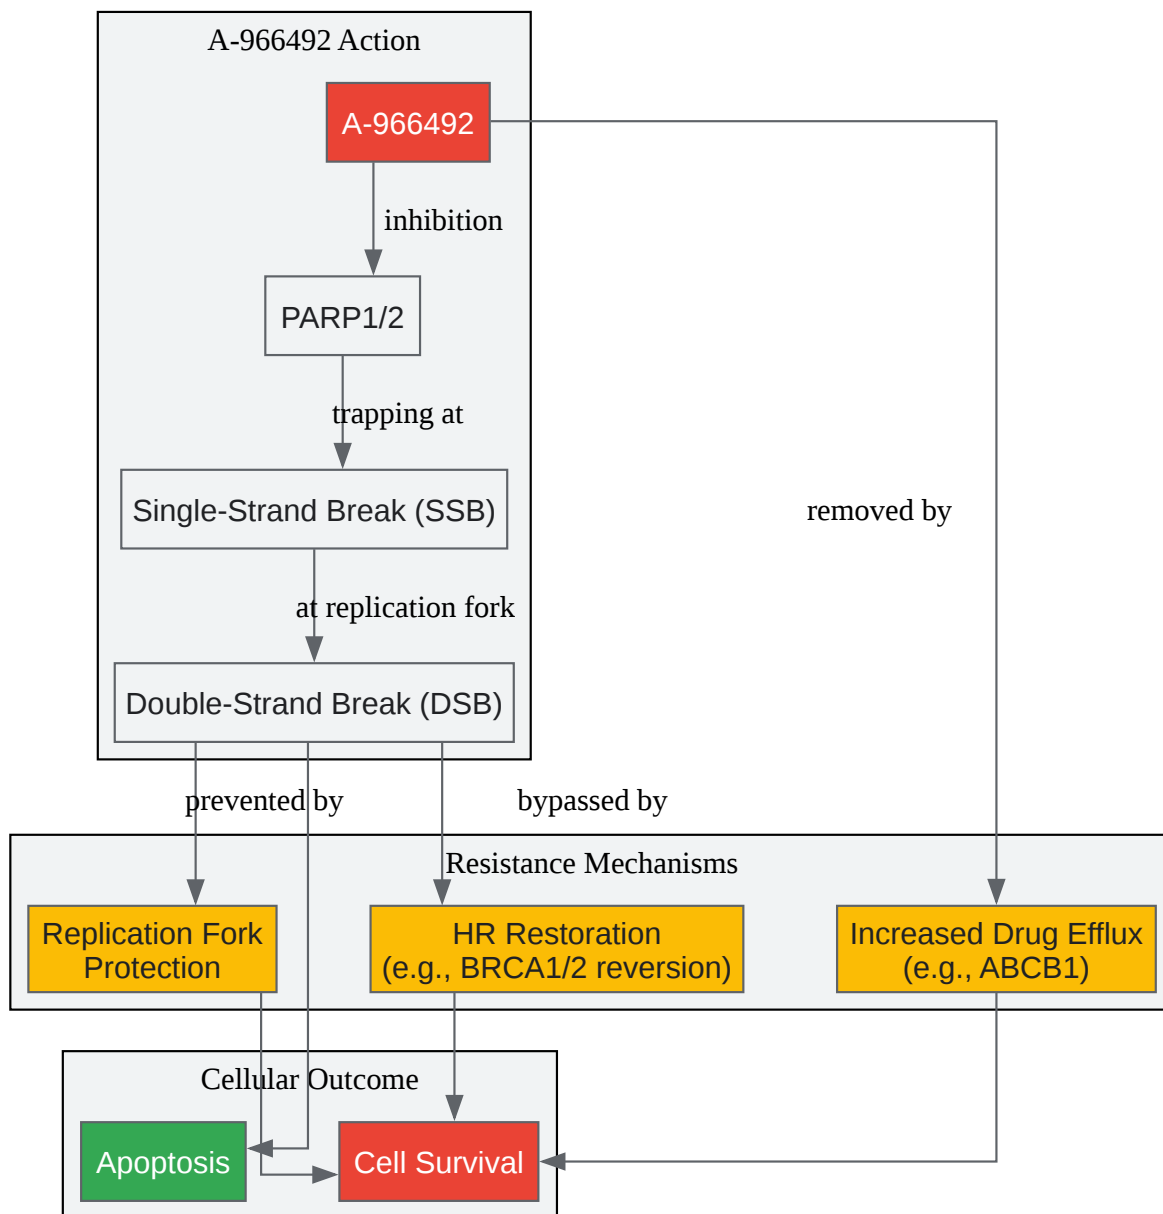 A-966492 Action
A-966492
inhibition
PARP1/2
trapping at
Single-Strand Break (SSB)
removed by
at replication fork
Double-Strand Break (DSB)
prevented by
bypassed by
Resistance Mechanisms
Replication Fork
Protection
HR Restoration
(e.g., BRCA1/2 reversion)
Increased Drug Efflux
(e.g., ABCB1)
Cellular Outcome
Apoptosis
Cell Survival